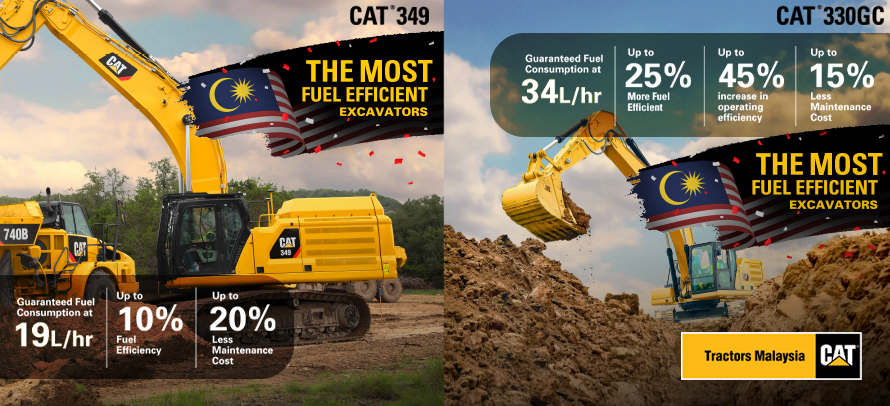 CAT® 349
CAT
THE MOST
FUEL EFFICIENT
EXCAVATORS
740B
CAT
CAT
349
Guaranteed Fuel
Consumption at
19L/hr
Up to
10%
Fuel
Efficiency
Up to
20%
Less
Maintenance
Cost
CAT® 330GC
Guaranteed Fuel
Consumption at
34L/hr
Up to
25%
More Fuel
Efficient
Up to
45%
increase in
operating
efficiency
Up to
15%
Less
Maintenance
Cost
THE MOST
FUEL EFFICIENT
EXCAVATORS
Tractors Malaysia
CAT